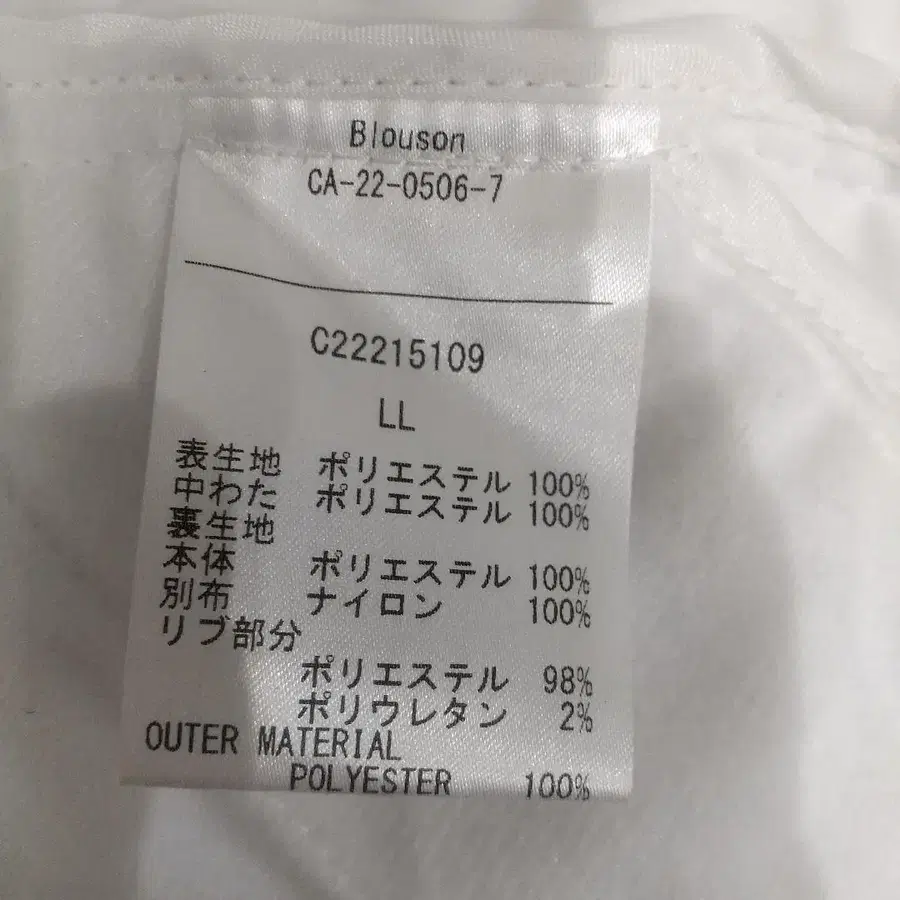 Blouson
CA-22-0506-7
C22215109
LL
表生地 ポリエステル 100%
中わた ポリエステル 100%
裏生地
本体 ポリエステル 100%
別布 ナイロン 100%
リブ部分
ポリエステル 98%
ポリウレタン 2%
OUTER MATERIAL
POLYESTER 100%